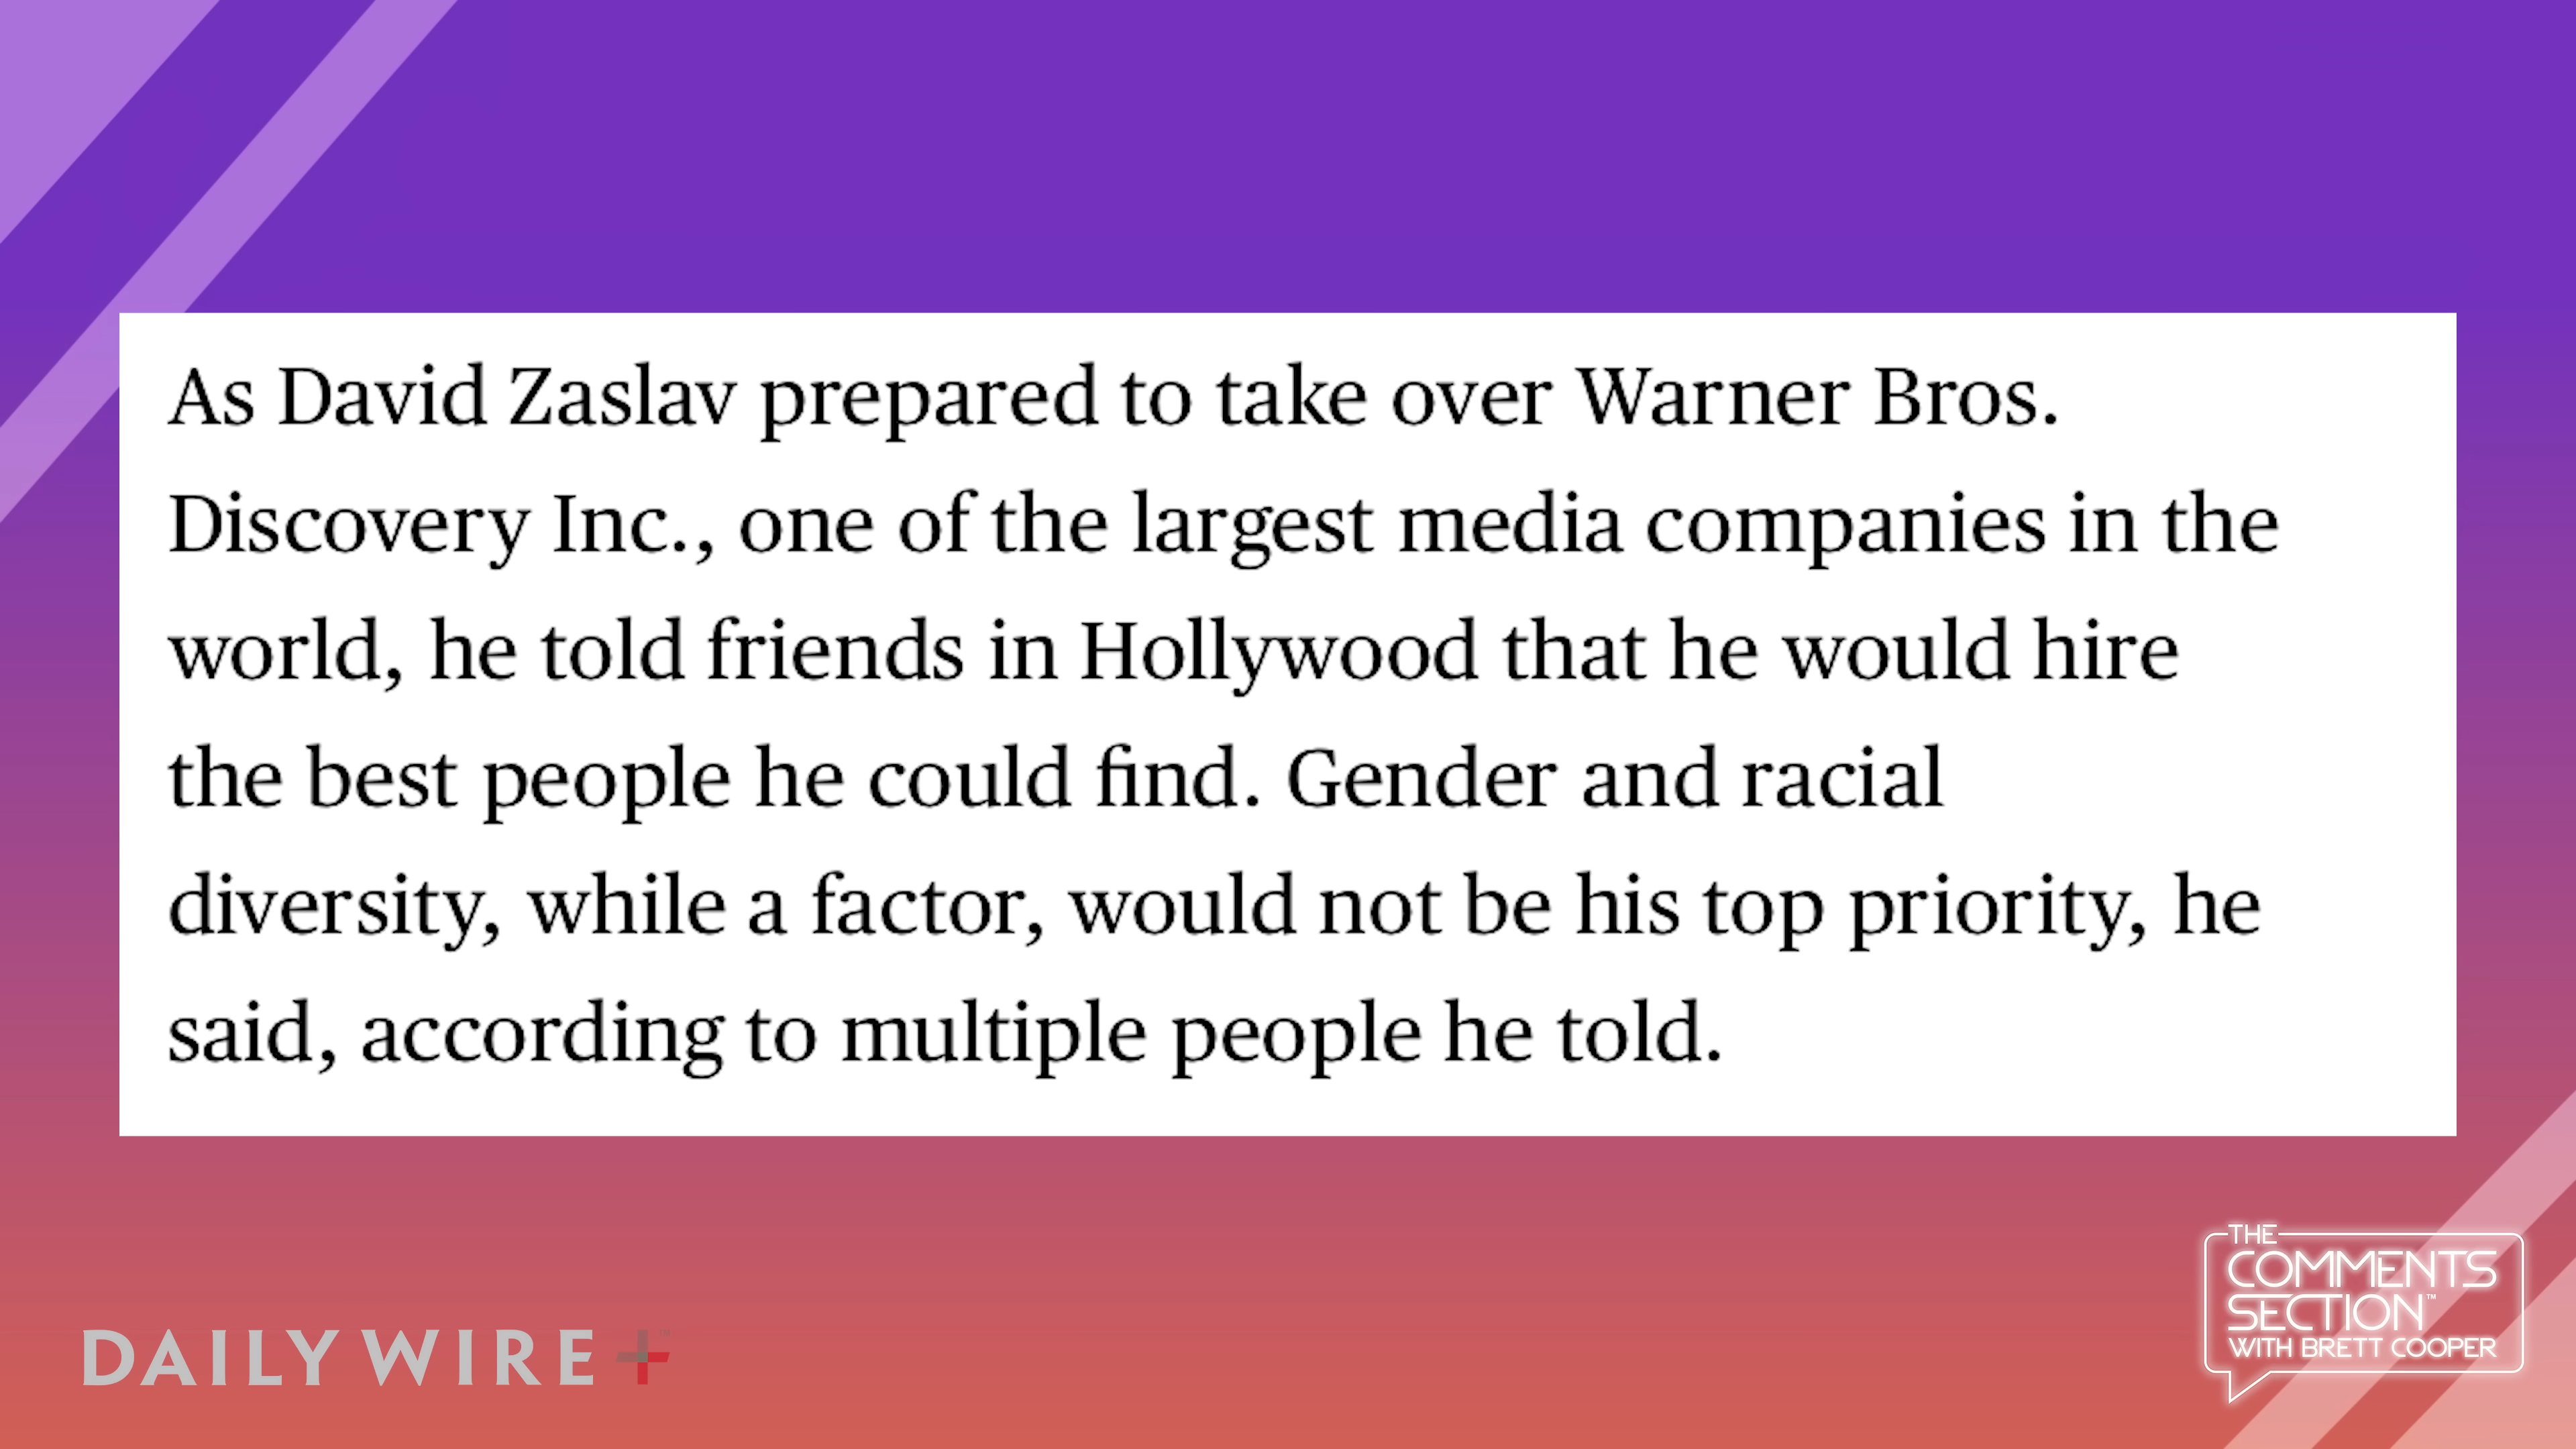 As David Zaslav prepared to take over Warner Bros.
Discovery Inc., one of the largest media companies in the
world, he told friends in Hollywood that he would hire
the best people he could find. Gender and racial
diversity, while a factor, would not be his top priority, he
said, according to multiple people he told.
DAILY WIRE +
THE
COMMENTS
SECTION™
WITH BRETT COOPER